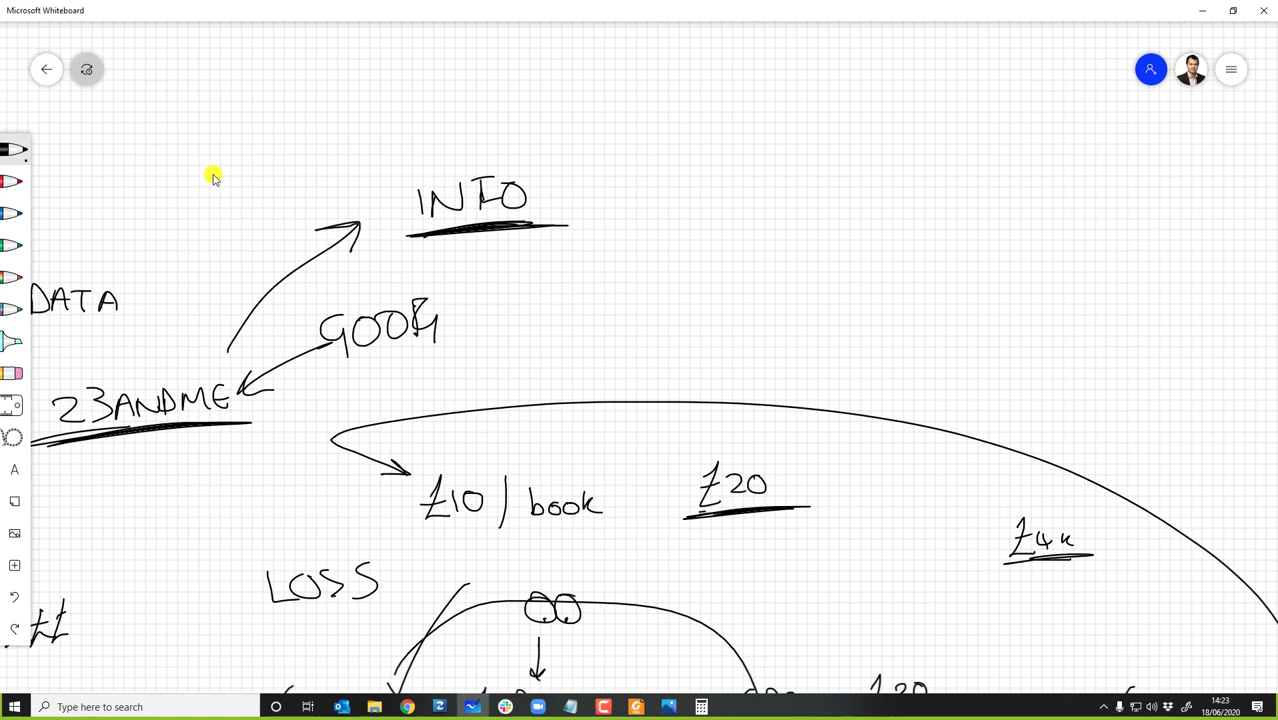 Microsoft Whiteboard
INFO
DATA
GOOG
23ANDME
£10 / book
£20
£4K
LOSS
A
Type here to search
14:23
18/06/2020